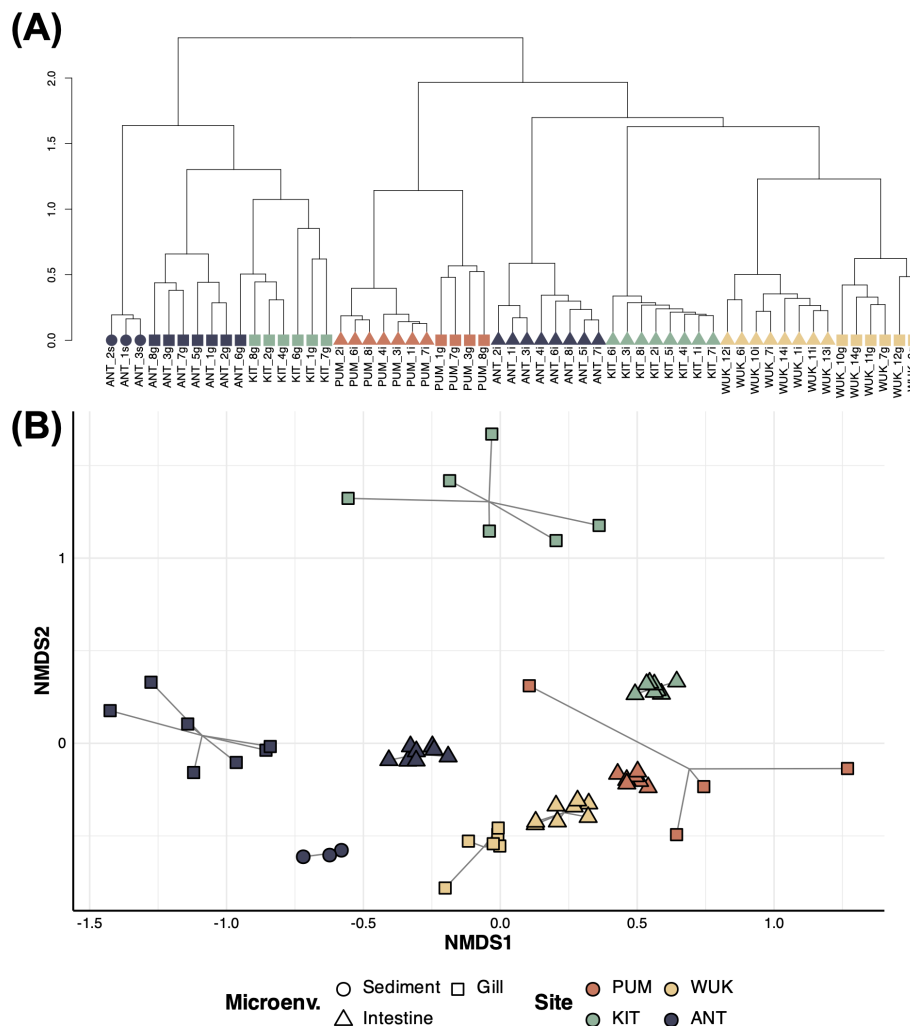 (A)
2.0
1.5
1.0
0.5
0.0
ANT_2s
ANT_1s
ANT_3s
ANT_8g
ANT_3g
ANT_7g
ANT_5g
ANT_1g
ANT_2g
ANT_6g
KIT_8g
KIT_2g
KIT_4g
KIT_6g
KIT_1g
KIT_7g
PUM_2i
PUM_6i
PUM_8i
PUM_4i
PUM_3i
PUM_1i
PUM_7i
PUM_1g
PUM_7g
PUM_3g
PUM_8g
ANT_2i
ANT_1i
ANT_3i
ANT_4i
ANT_6i
ANT_8i
ANT_5i
ANT_7i
KIT_6i
KIT_3i
KIT_8i
KIT_2i
KIT_5i
KIT_4i
KIT_1i
KIT_7i
WUK_12i
WUK_6i
WUK_10i
WUK_7i
WUK_14i
WUK_1i
WUK_11i
WUK_13i
WUK_10g
WUK_14g
WUK_11g
WUK_7g
WUK_12g
(B)
NMDS2
1
0
-1.5 -1.0 -0.5 0.0 0.5 1.0
NMDS1
Microenv. Sediment Gill Site PUM WUK
Intestine KIT ANT